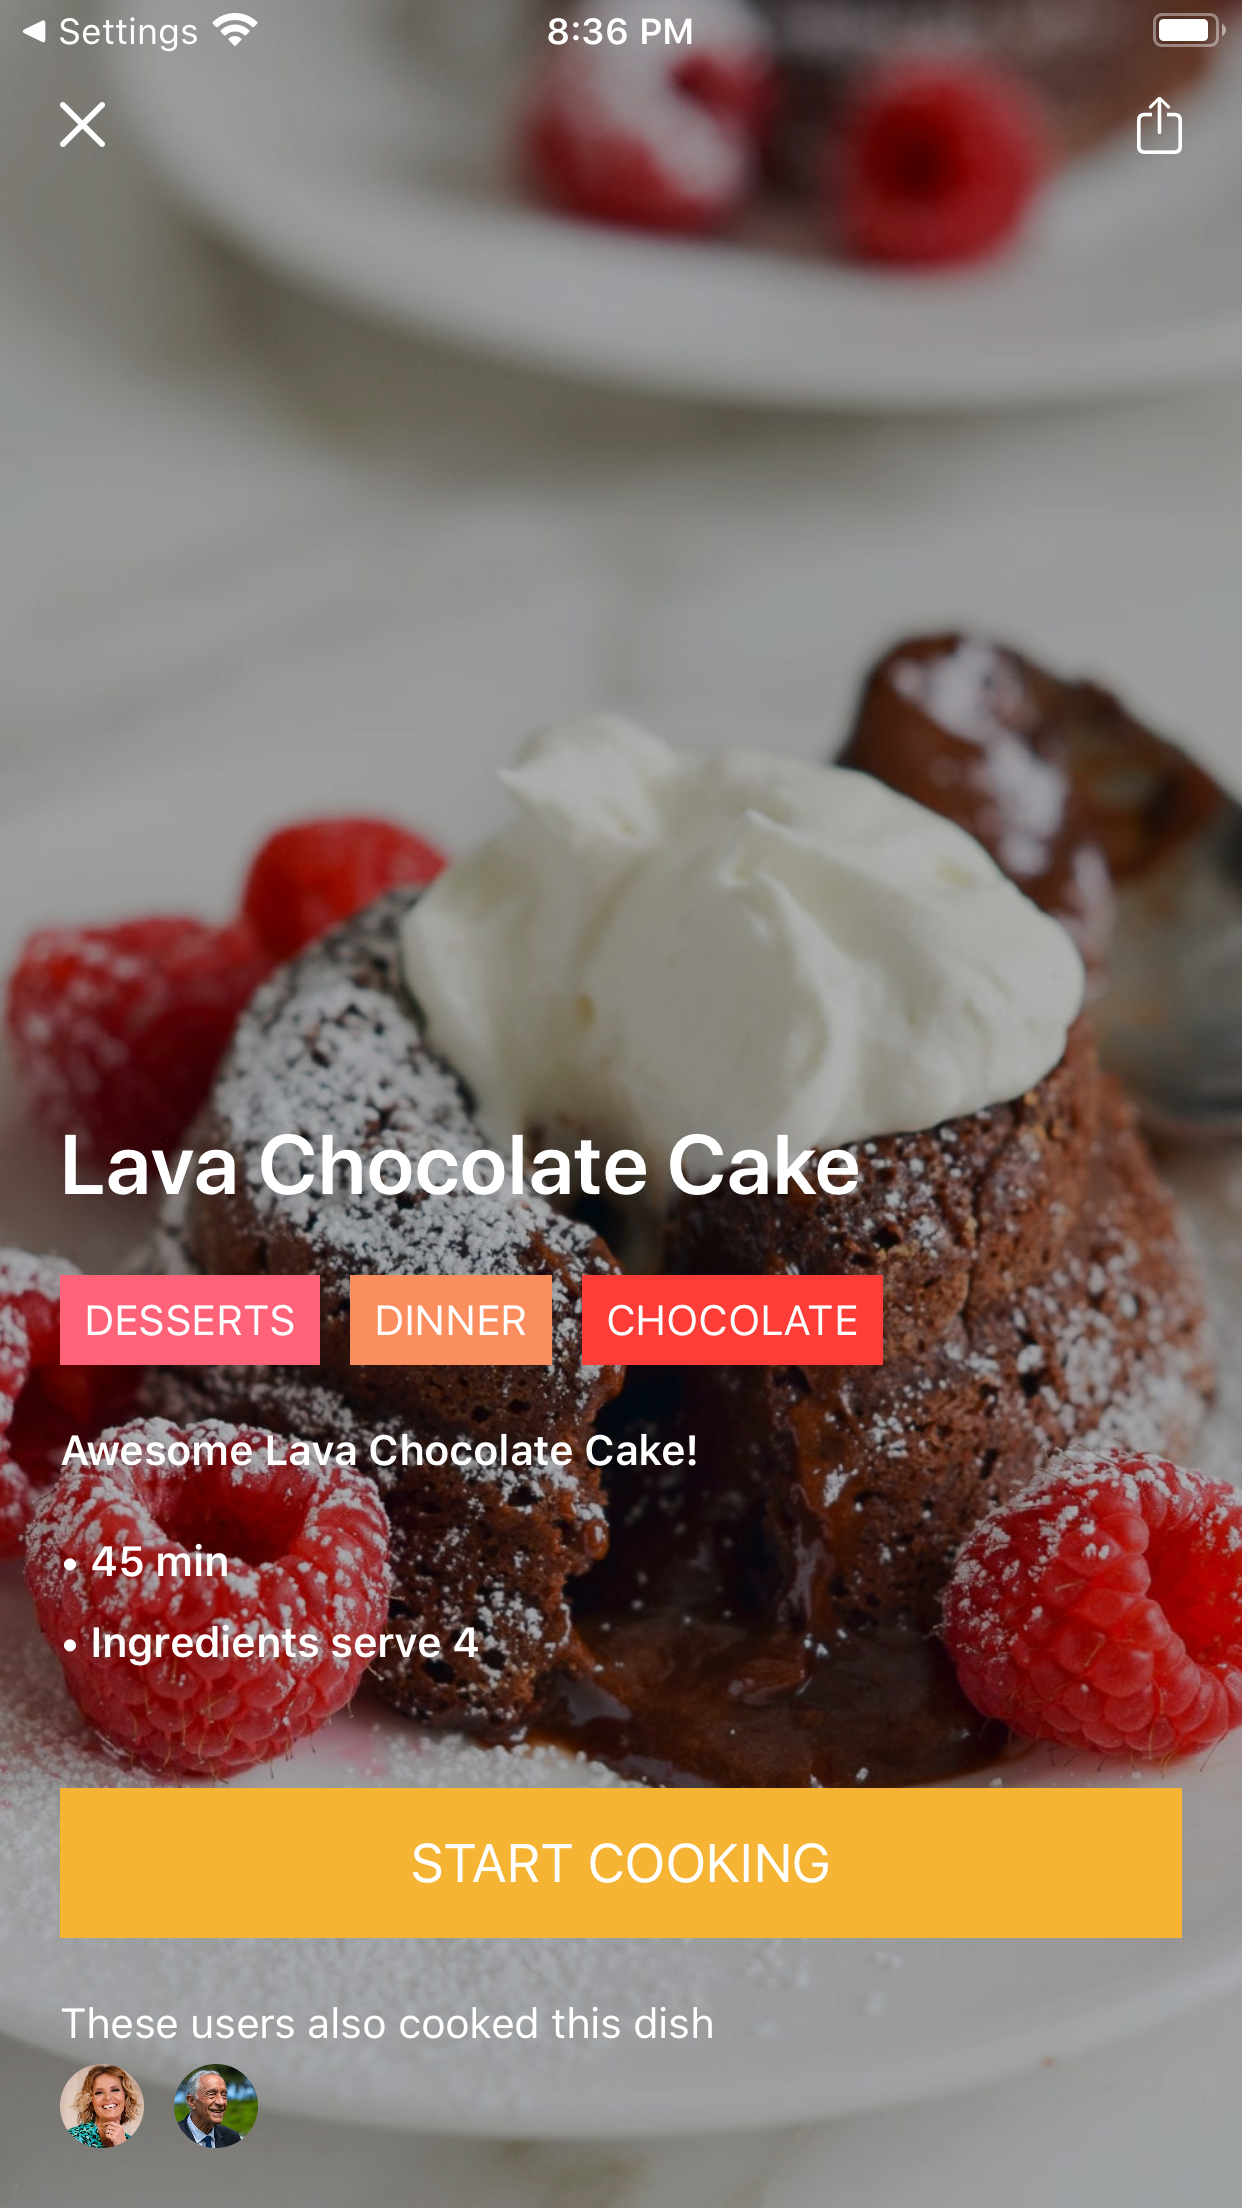 Settings
8:36 PM
Lava Chocolate Cake
DESSERTS DINNER CHOCOLATE
Awesome Lava Chocolate Cake!
• 45 min
• Ingredients serve 4
START COOKING
These users also cooked this dish